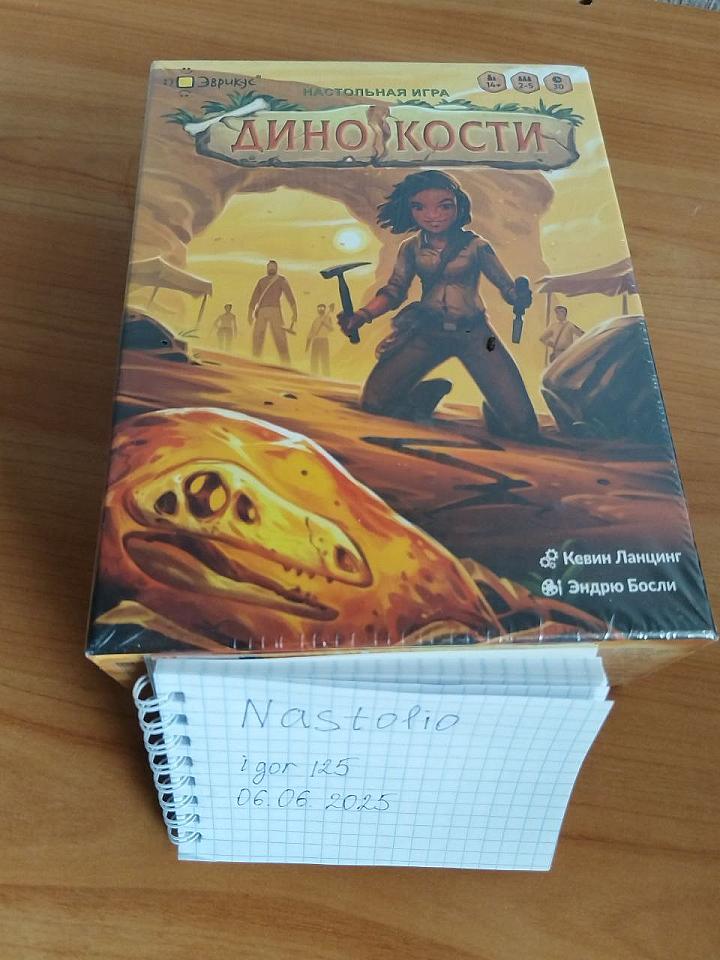 Эврикус
14+
2-5
30
НАСТОЛЬНАЯ ИГРА
ДИНО КОСТИ
Кевин Ланцинг
Эндрю Босли
Nastolio
igor 125
06.06.2025